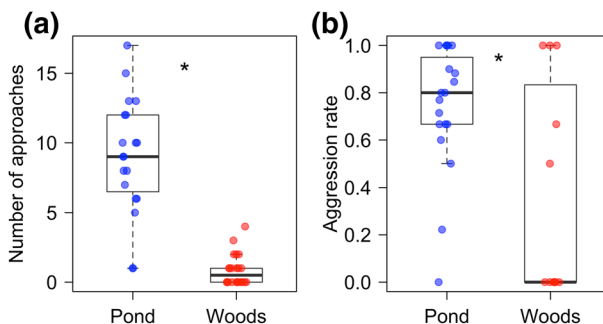 (a)
Number of approaches
15
10
5
0
*
Pond
Woods
(b)
Aggression rate
1.0
0.8
0.6
0.4
0.2
0.0
*
Pond
Woods